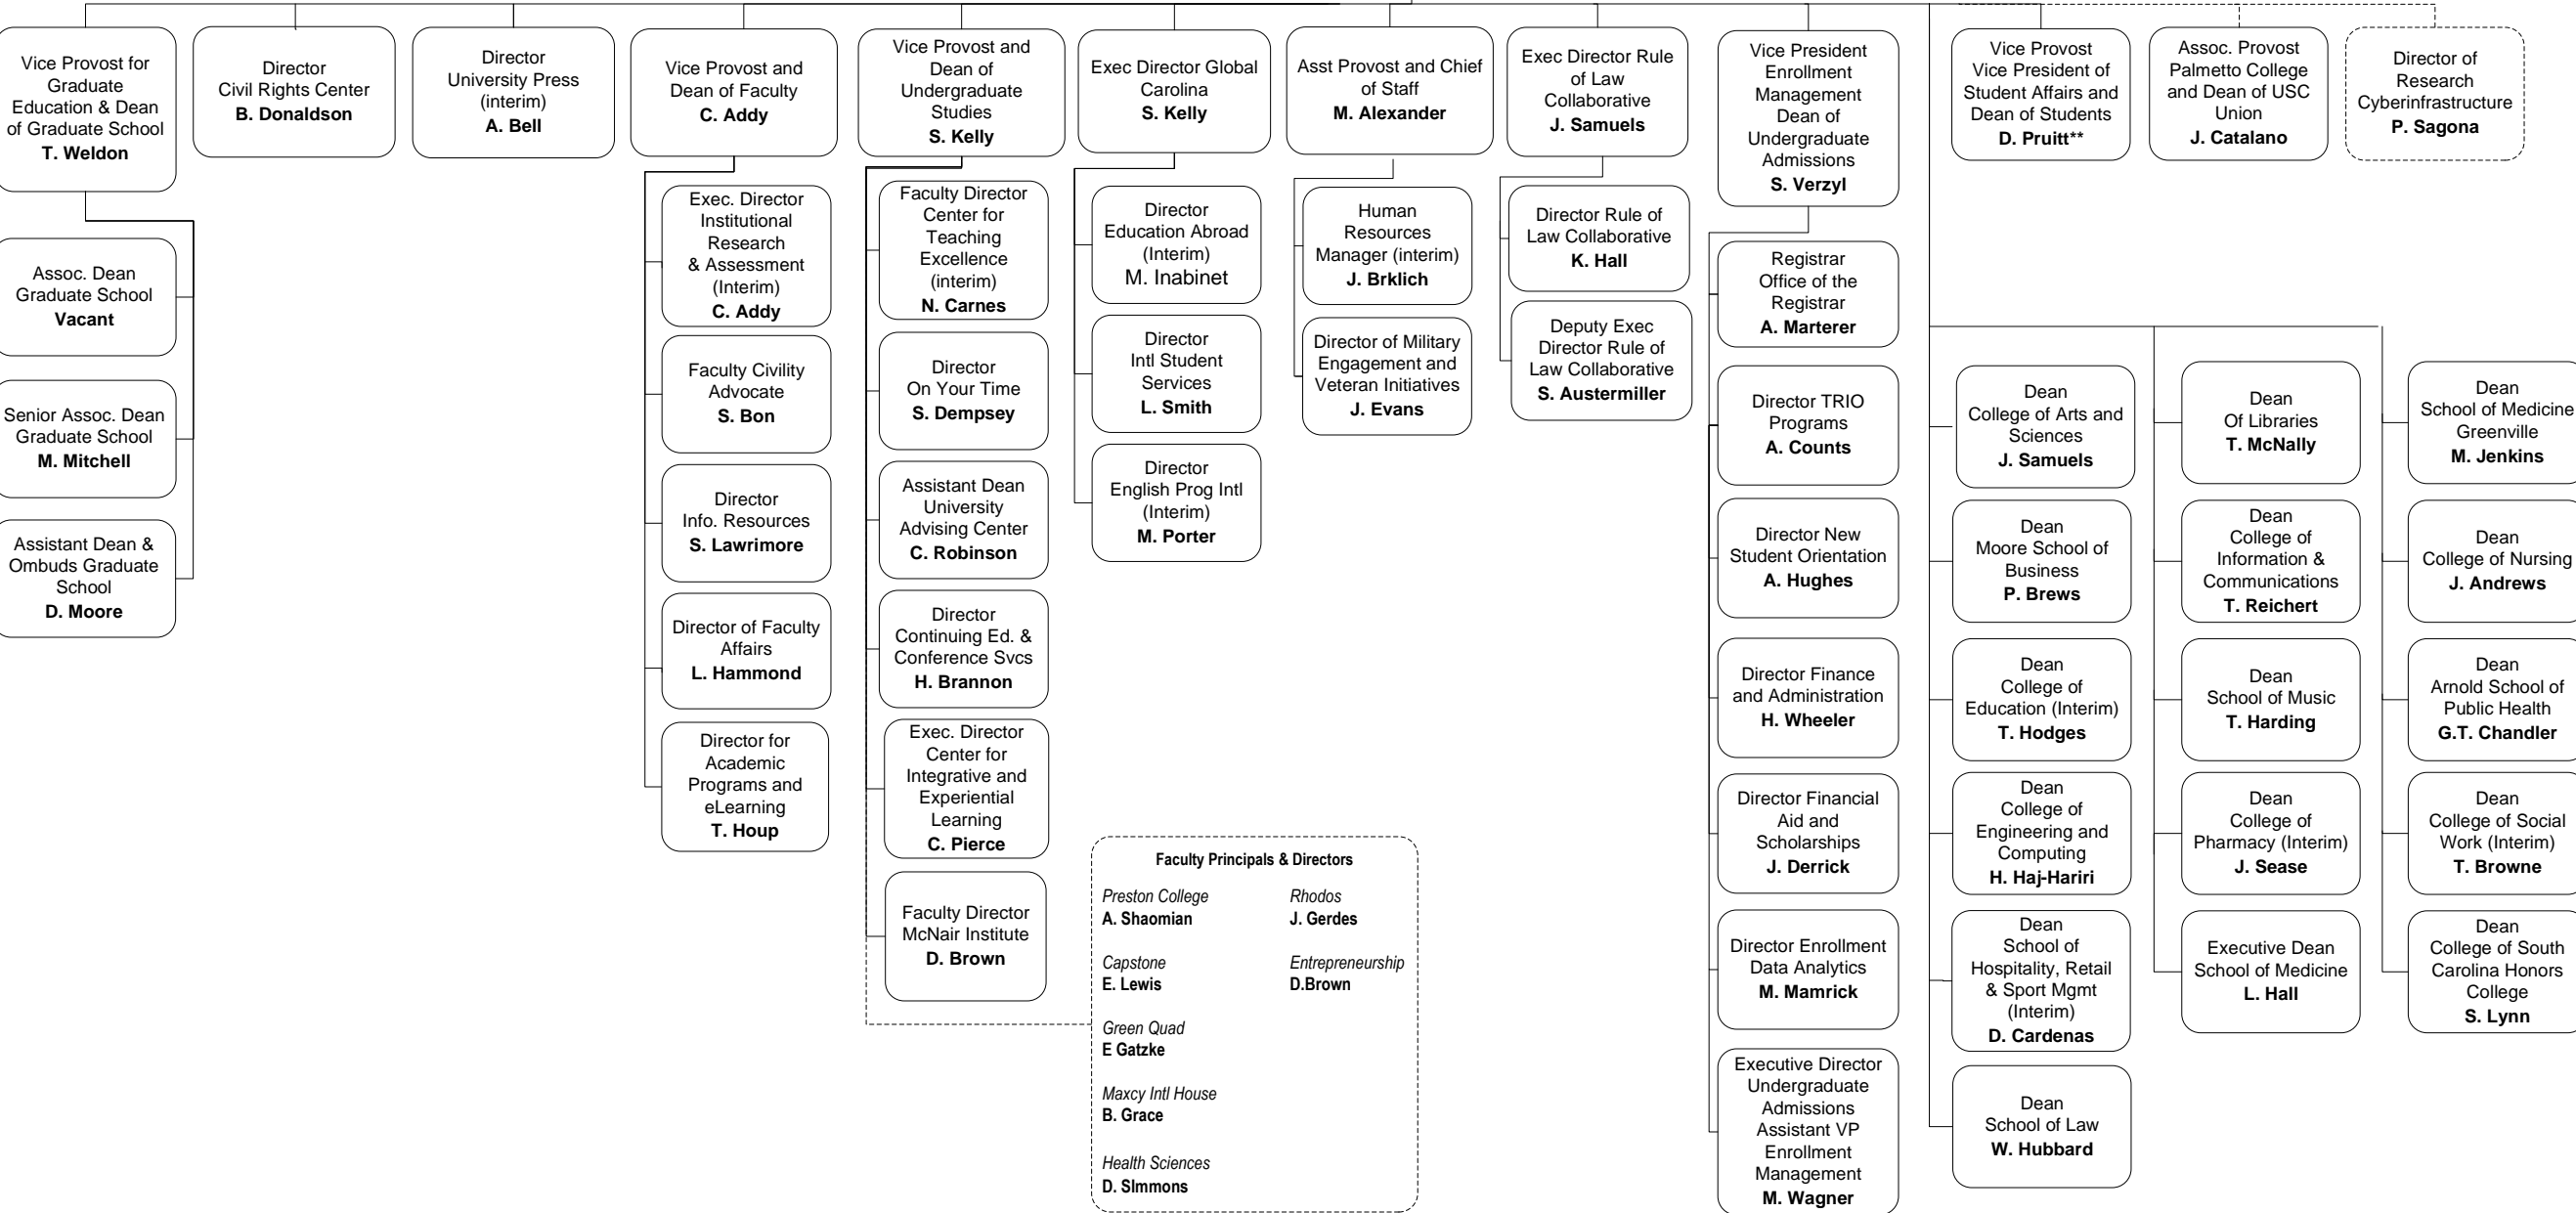 Vice Provost for
Graduate
Education & Dean
of Graduate School
T. Weldon
Director
Civil Rights Center
B. Donaldson
Director
University Press
(interim)
A. Bell
Vice Provost and
Dean of Faculty
C. Addy
Vice Provost and
Dean of
Undergraduate
Studies
S. Kelly
Exec Director Global
Carolina
S. Kelly
Asst Provost and Chief
of Staff
M. Alexander
Exec Director Rule
of Law
Collaborative
J. Samuels
Vice President
Enrollment
Management
Dean of
Undergraduate
Admissions
S. Verzyl
Vice Provost
Vice President of
Student Affairs and
Dean of Students
D. Pruitt**
Assoc. Provost
Palmetto College
and Dean of USC
Union
J. Catalano
Director of
Research
Cyberinfrastructure
P. Sagona
Assoc. Dean
Graduate School
Vacant
Senior Assoc. Dean
Graduate School
M. Mitchell
Assistant Dean &
Ombuds Graduate
School
D. Moore
Exec. Director
Institutional
Research
& Assessment
(Interim)
C. Addy
Faculty Civility
Advocate
S. Bon
Director
Info. Resources
S. Lawrimore
Director of Faculty
Affairs
L. Hammond
Director for
Academic
Programs and
eLearning
T. Houp
Faculty Director
Center for
Teaching
Excellence
(interim)
N. Carnes
Director
On Your Time
S. Dempsey
Assistant Dean
University
Advising Center
C. Robinson
Director
Continuing Ed. &
Conference Svcs
H. Brannon
Exec. Director
Center for
Integrative and
Experiential
Learning
C. Pierce
Faculty Director
McNair Institute
D. Brown
Director
Education Abroad
(Interim)
M. Inabinet
Director
Intl Student
Services
L. Smith
Director
English Prog Intl
(Interim)
M. Porter
Faculty Principals & Directors
Preston College
A. Shaomian
Capstone
E. Lewis
Green Quad
E Gatzke
Maxcy Intl House
B. Grace
Health Sciences
D. SImmons
Rhodos
J. Gerdes
Entrepreneurship
D.Brown
Human
Resources
Manager (interim)
J. Brklich
Director of Military
Engagement and
Veteran Initiatives
J. Evans
Director Rule of
Law Collaborative
K. Hall
Deputy Exec
Director Rule of
Law Collaborative
S. Austermiller
Registrar
Office of the
Registrar
A. Marterer
Director TRIO
Programs
A. Counts
Director New
Student Orientation
A. Hughes
Director Finance
and Administration
H. Wheeler
Director Financial
Aid and
Scholarships
J. Derrick
Director Enrollment
Data Analytics
M. Mamrick
Executive Director
Undergraduate
Admissions
Assistant VP
Enrollment
Management
M. Wagner
Dean
College of Arts and
Sciences
J. Samuels
Dean
Moore School of
Business
P. Brews
Dean
College of
Education (Interim)
T. Hodges
Dean
College of
Engineering and
Computing
H. Haj-Hariri
Dean
School of
Hospitality, Retail
& Sport Mgmt
(Interim)
D. Cardenas
Dean
School of Law
W. Hubbard
Dean
Of Libraries
T. McNally
Dean
College of
Information &
Communications
T. Reichert
Dean
School of Music
T. Harding
Dean
College of
Pharmacy (Interim)
J. Sease
Executive Dean
School of Medicine
L. Hall
Dean
School of Medicine
Greenville
M. Jenkins
Dean
College of Nursing
J. Andrews
Dean
Arnold School of
Public Health
G.T. Chandler
Dean
College of Social
Work (Interim)
T. Browne
Dean
College of South
Carolina Honors
College
S. Lynn